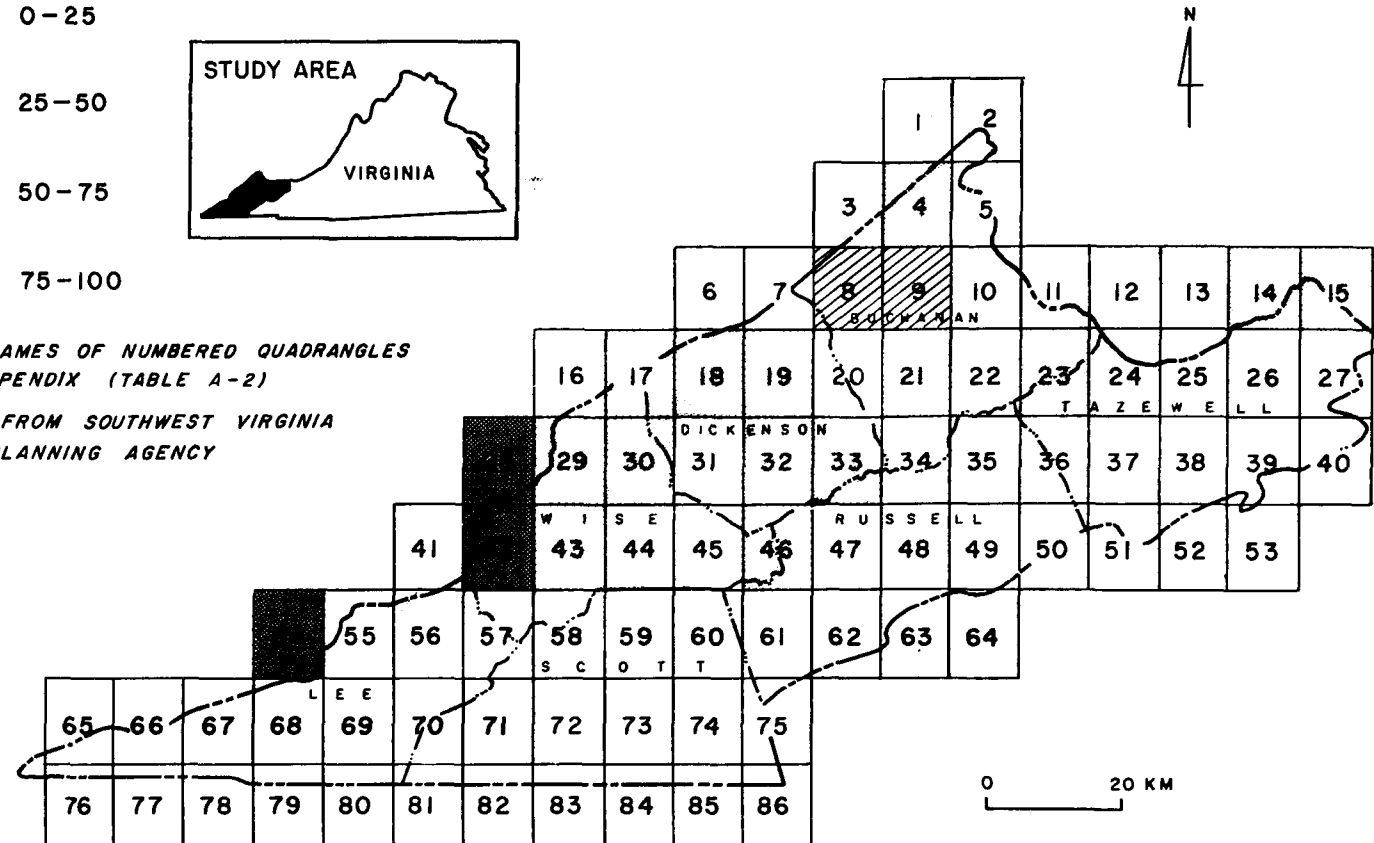 0-25
N
STUDY AREA
25-50
VIRGINIA
50-75
75-100
1 2
3 4 5
6 7 8 9 10 11 12 13 14 15
BUCHANAN
AMES OF NUMBERED QUADRANGLES
PENDIX (TABLE A-2)
FROM SOUTHWEST VIRGINIA
LANNING AGENCY
16 17 18 19 20 21 22 23 24 25 26 27
TAZEWELL
DICKENSON
29 30 31 32 33 34 35 36 37 38 39 40
WISE RUSSELL
41 43 44 45 46 47 48 49 50 51 52 53
55 56 57 58 59 60 61 62 63 64
SCOTT
LEE
65 66 67 68 69 70 71 72 73 74 75
76 77 78 79 80 81 82 83 84 85 86
0 20 KM